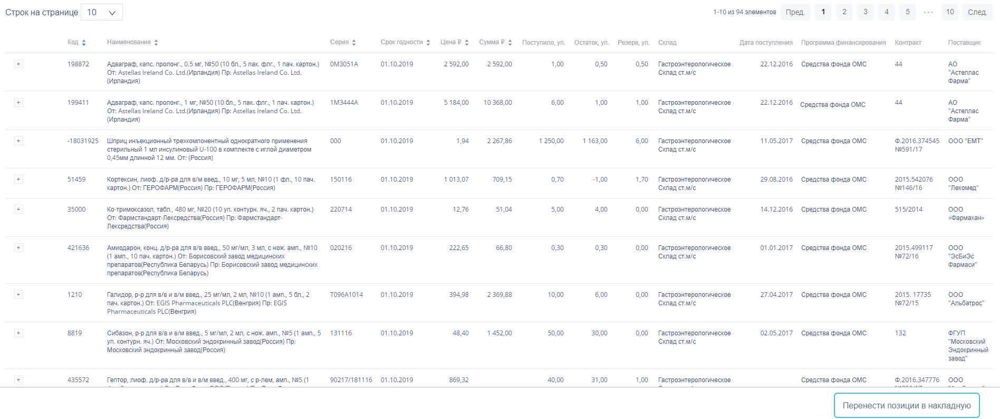 Строк на странице 10 1-10 из 94 элементов Пред. 1 2 3 4 5 ••• 10 След.
Код Наименование Серия Срок годности Цена ₽ Сумма ₽ Поступило, уп. Остаток, уп. Резерв, уп. Склад Дата поступления Программа финансирования Контракт Поставщик
+ 198872 Адваграф, капс. пролонг., 0.5 мг, №50 (10 бл., 5 пак. флг., 1 пач. картон.) 0M3051A 01.10.2019 2 592,00 2 592,00 1,00 0,50 0,50 Гастроэнтерологическое 22.12.2016 Средства фонда ОМС 44 АО
От: Astellas Ireland Co. Ltd.(Ирландия) Пр: Astellas Ireland Co. Ltd. Склад ст.м/с "Астеллас
(Ирландия) Фарма"
+ 199411 Адваграф, капс. пролонг., 1 мг, №50 (10 бл., 5 пак. флг., 1 пач. картон.) 1M3444A 01.10.2019 5 184,00 10 368,00 6,00 1,00 1,00 Гастроэнтерологическое 22.12.2016 Средства фонда ОМС 44 АО
От: Astellas Ireland Co. Ltd.(Ирландия) Пр: Astellas Ireland Co. Ltd. Склад ст.м/с "Астеллас
(Ирландия) Фарма"
+ -18031925 Шприц инъекционный трехкомпонентный однократного применения 000 01.10.2019 1,94 2 267,86 1 250,00 1 163,00 6,00 Гастроэнтерологическое 11.05.2017 Средства фонда ОМС Ф.2016.374545 ООО "ЕМТ"
стерильный 1 мл инсулиновый U-100 в комплекте с иглой диаметром Склад ст.м/с №591/17
0,45мм длинной 12 мм. От: (Россия)
+ 51459 Кортексин, лиоф. д/р-ра для в/м введ., 10 мг, 5 мл, №10 (1 фл., 10 пач. 150116 01.10.2019 1 013,07 709,15 0,70 -1,00 1,70 Гастроэнтерологическое 29.08.2016 Средства фонда ОМС 2015.542076 ООО
картон.) От: ГЕРОФАРМ(Россия) Пр: ГЕРОФАРМ(Россия) Склад ст.м/с №146/16 "Лекомед"
+ 35000 Ко-тримоксазол, табл., 480 мг, №20 (10 уп. контурн. яч., 2 пач. картон.) 220714 01.10.2019 12,76 51,04 5,00 4,00 0,00 Гастроэнтерологическое 14.12.2016 Средства фонда ОМС 515/2014 ООО
От: Фармстандарт-Лексредства(Россия) Пр: Фармстандарт- Склад ст.м/с «Фармахан»
Лексредства(Россия)
+ 421636 Амиодарон, конц. д/р-ра для в/в введ., 50 мг/мл, 3 мл, с нож. амп., №10 020216 01.10.2019 222,65 66,80 0,30 0,30 0,00 Гастроэнтерологическое 01.01.2017 Средства фонда ОМС 2015.499117 ООО
(1 амп., 10 пач. картон.) От: Борисовский завод медицинских Склад ст.м/с №72/16 "ЭсБиЭс
препаратов(Республика Беларусь) Пр: Борисовский завод медицинских Фармаси"
препаратов(Республика Беларусь)
+ 1210 Галидор, р-р для в/в и в/м введ., 25 мг/мл, 2 мл, №10 (1 амп., 5 бл., 2 T096A1014 01.10.2019 394,98 2 369,88 10,00 6,00 0,00 Гастроэнтерологическое 27.04.2017 Средства фонда ОМС 2015. 17735 ООО
пач. картон.) От: EGIS Pharmaceuticals PLC(Венгрия) Пр: EGIS Склад ст.м/с №72/15 "Альбатрос"
Pharmaceuticals PLC(Венгрия)
+ 8819 Сибазон, р-р для в/в и в/м введ., 5 мг/мл, 2 мл, с нож. амп., №5 (1 амп., 5 131116 01.10.2019 48,40 1 452,00 50,00 30,00 0,00 Гастроэнтерологическое 02.05.2017 Средства фонда ОМС 132 ФГУП
уп. контурн. яч.) От: Московский эндокринный завод(Россия) Пр: Склад ст.м/с "Московский
Московский эндокринный завод(Россия) Эндокринный
завод"
+ 435572 Гептор, лиоф. д/р-ра для в/в и в/м введ., 400 мг, с р-лем, амп., №5 (1 90217/181116 01.10.2019 869,32 40,00 31,00 1,00 Гастроэнтерологическое Средства фонда ОМС Ф.2016.347776 ООО
Перенести позиции в накладную